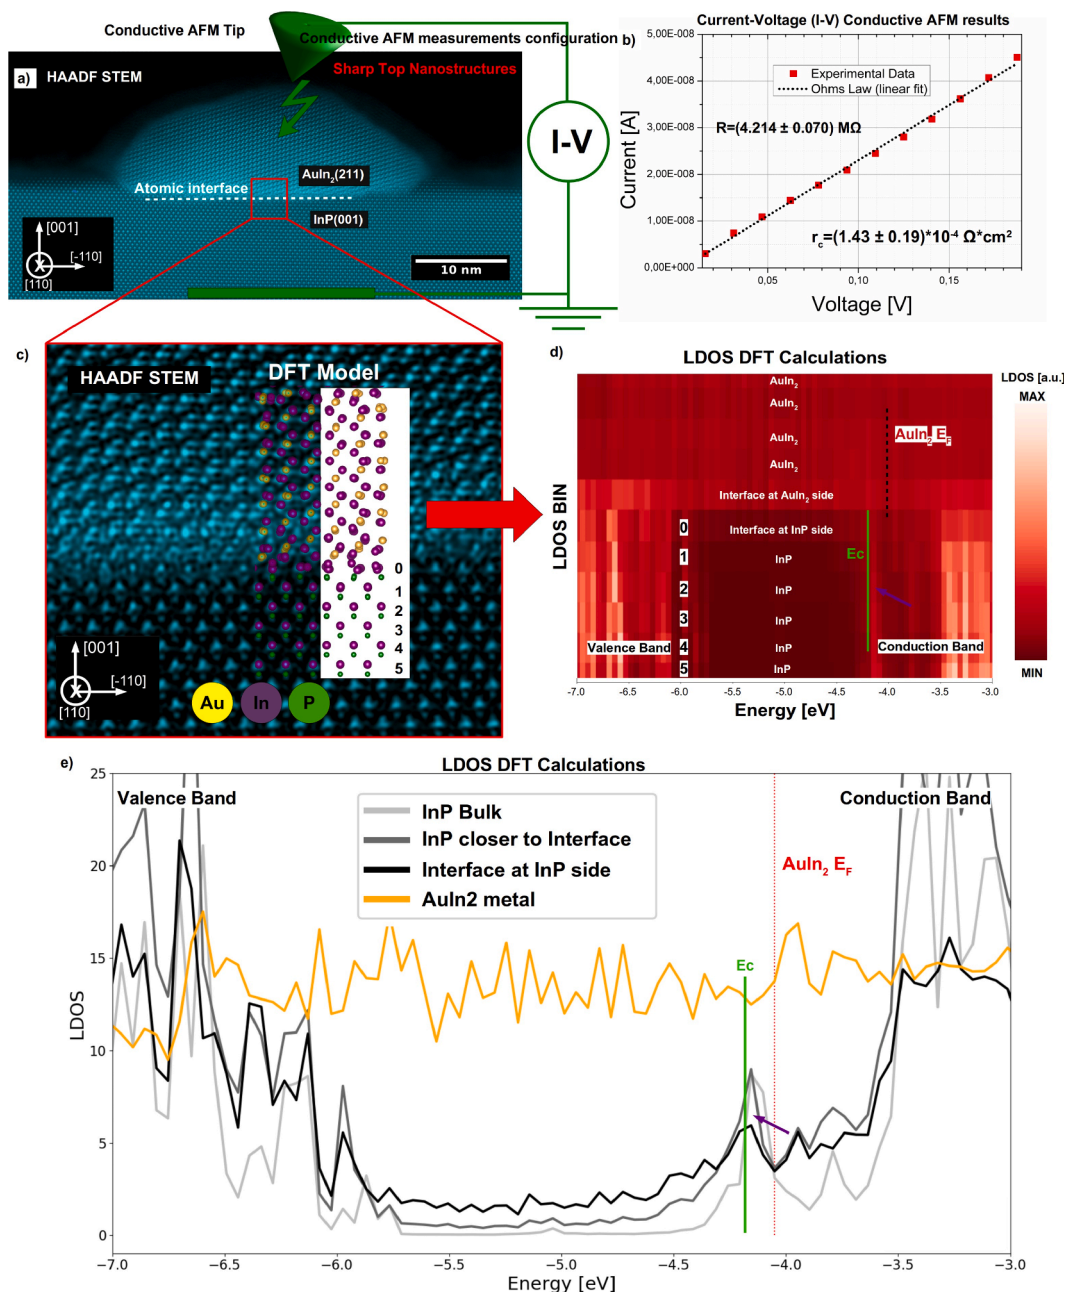 Conductive AFM Tip
Conductive AFM measurements configuration
a)
HAADF STEM
Sharp Top Nanostructures
I-V
AuIn2(211)
Atomic interface
InP(001)
[001]
[-110]
X
[110]
10 nm
Current-Voltage (I-V) Conductive AFM results
b)
5,00E-008
4,00E-008
3,00E-008
2,00E-008
1,00E-008
0,00E+000
Current [A]
Experimental Data
Ohms Law (linear fit)
R=(4.214 ± 0.070) MΩ
rc=(1.43 ± 0.19)*10-4 Ω*cm2
0,05
0,10
0,15
Voltage [V]
c)
HAADF STEM
DFT Model
0
1
2
3
4
5
[001]
[-110]
X
[110]
Au
In
P
d)
LDOS DFT Calculations
LDOS BIN
AuIn2
AuIn2
AuIn2
AuIn2
AuIn2 EF
Interface at AuIn2 side
0
Interface at InP side
Ec
1
InP
2
InP
3
InP
Valence Band
4
InP
Conduction Band
5
InP
-7.0
-6.5
-6.0
-5.5
-5.0
-4.5
-4.0
-3.5
-3.0
Energy [eV]
LDOS [a.u.]
MAX
MIN
e)
LDOS DFT Calculations
25
20
15
10
5
0
LDOS
Valence Band
Conduction Band
InP Bulk
InP closer to Interface
Interface at InP side
AuIn2 metal
AuIn2 EF
Ec
−7.0
−6.5
−6.0
−5.5
−5.0
−4.5
−4.0
−3.5
−3.0
Energy [eV]